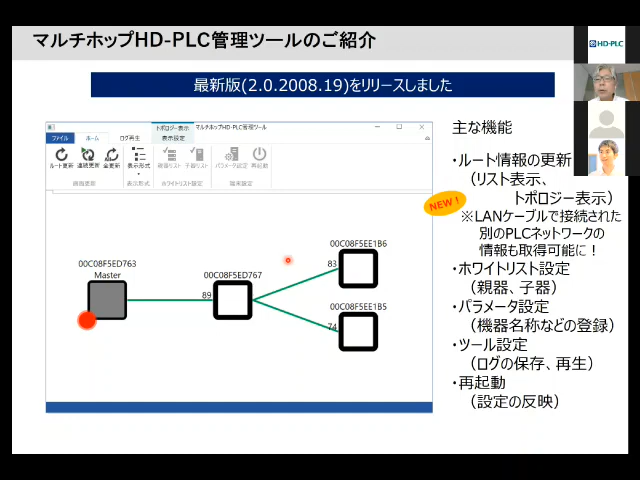 マルチホップHD-PLC管理ツールのご紹介
HD-PLC
最新版(2.0.2008.19)をリリースしました
トポロジー表示
マルチホップHD-PLC管理ツール
ファイル
ホーム
ログ再生
表示設定
ルート更新
連続更新
全更新
表示形式
親器リスト
子器リスト
パラメータ設定
再起動
画面更新
表示形式
ホワイトリスト設定
端末設定
00C08F5ED763
Master
00C08F5ED767
89
00C08F5EE1B6
83
00C08F5EE1B5
74
主な機能
・ルート情報の更新
（リスト表示、
トポロジー表示）
NEW！
※LANケーブルで接続された
別のPLCネットワークの
情報も取得可能に！
・ホワイトリスト設定
（親器、子器）
・パラメータ設定
（機器名称などの登録）
・ツール設定
（ログの保存、再生）
・再起動
（設定の反映）